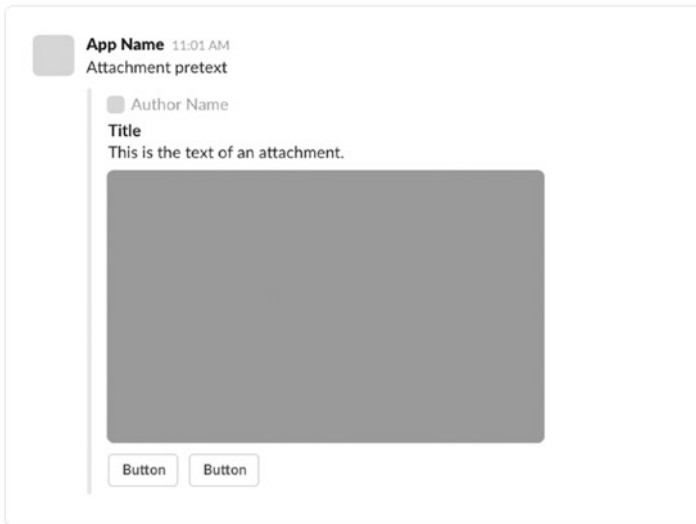 App Name 11:01 AM
Attachment pretext
Author Name
Title
This is the text of an attachment.
Button Button